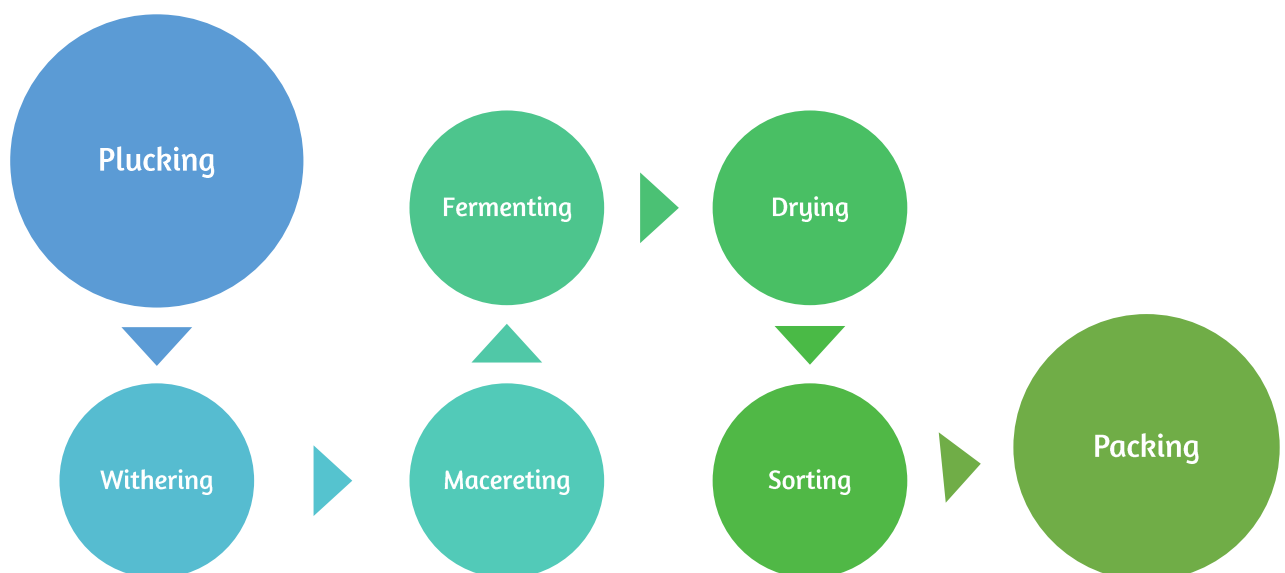 Plucking
Withering
Macereting
Fermenting
Drying
Sorting
Packing